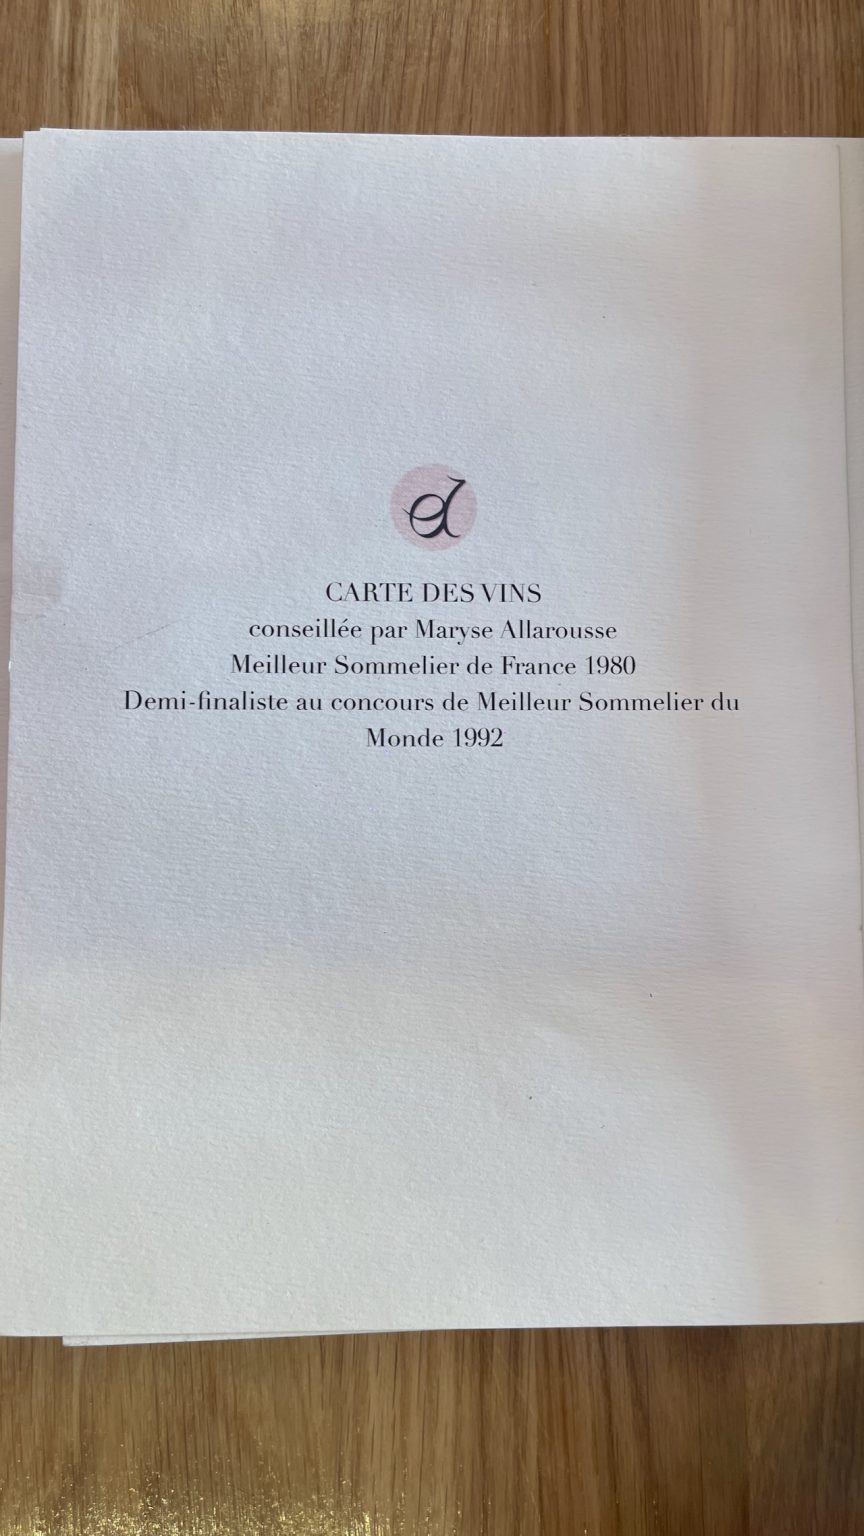 CARTE DES VINS
conseillée par Maryse Allarousse
Meilleur Sommelier de France 1980
Demi-finaliste au concours de Meilleur Sommelier du
Monde 1992